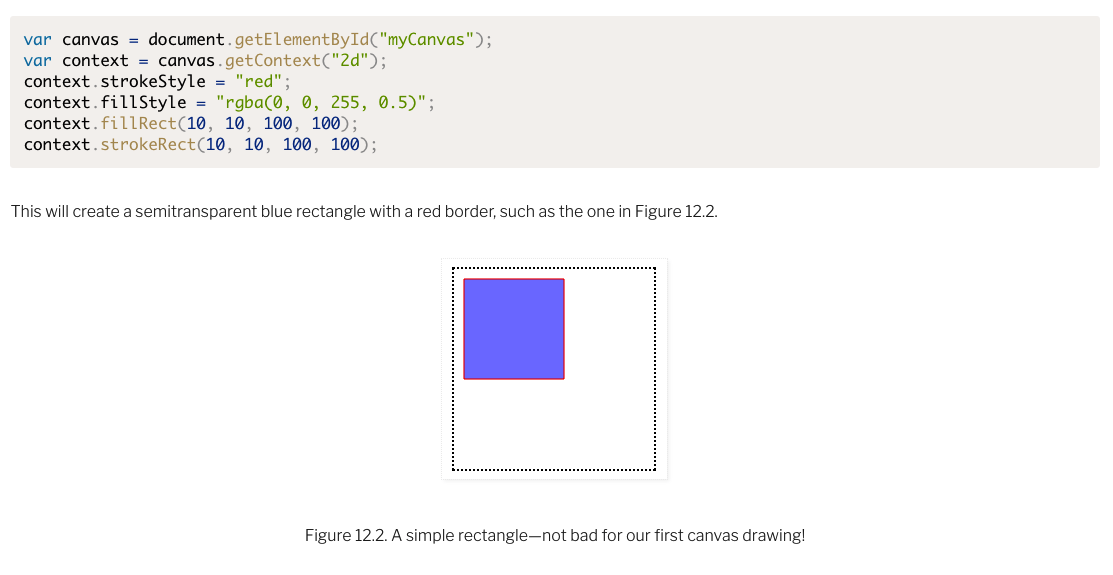 var canvas = document.getElementById("myCanvas");
var context = canvas.getContext("2d");
context.strokeStyle = "red";
context.fillStyle = "rgba(0, 0, 255, 0.5)";
context.fillRect(10, 10, 100, 100);
context.strokeRect(10, 10, 100, 100);
This will create a semitransparent blue rectangle with a red border, such as the one in Figure 12.2.
Figure 12.2. A simple rectangle—not bad for our first canvas drawing!